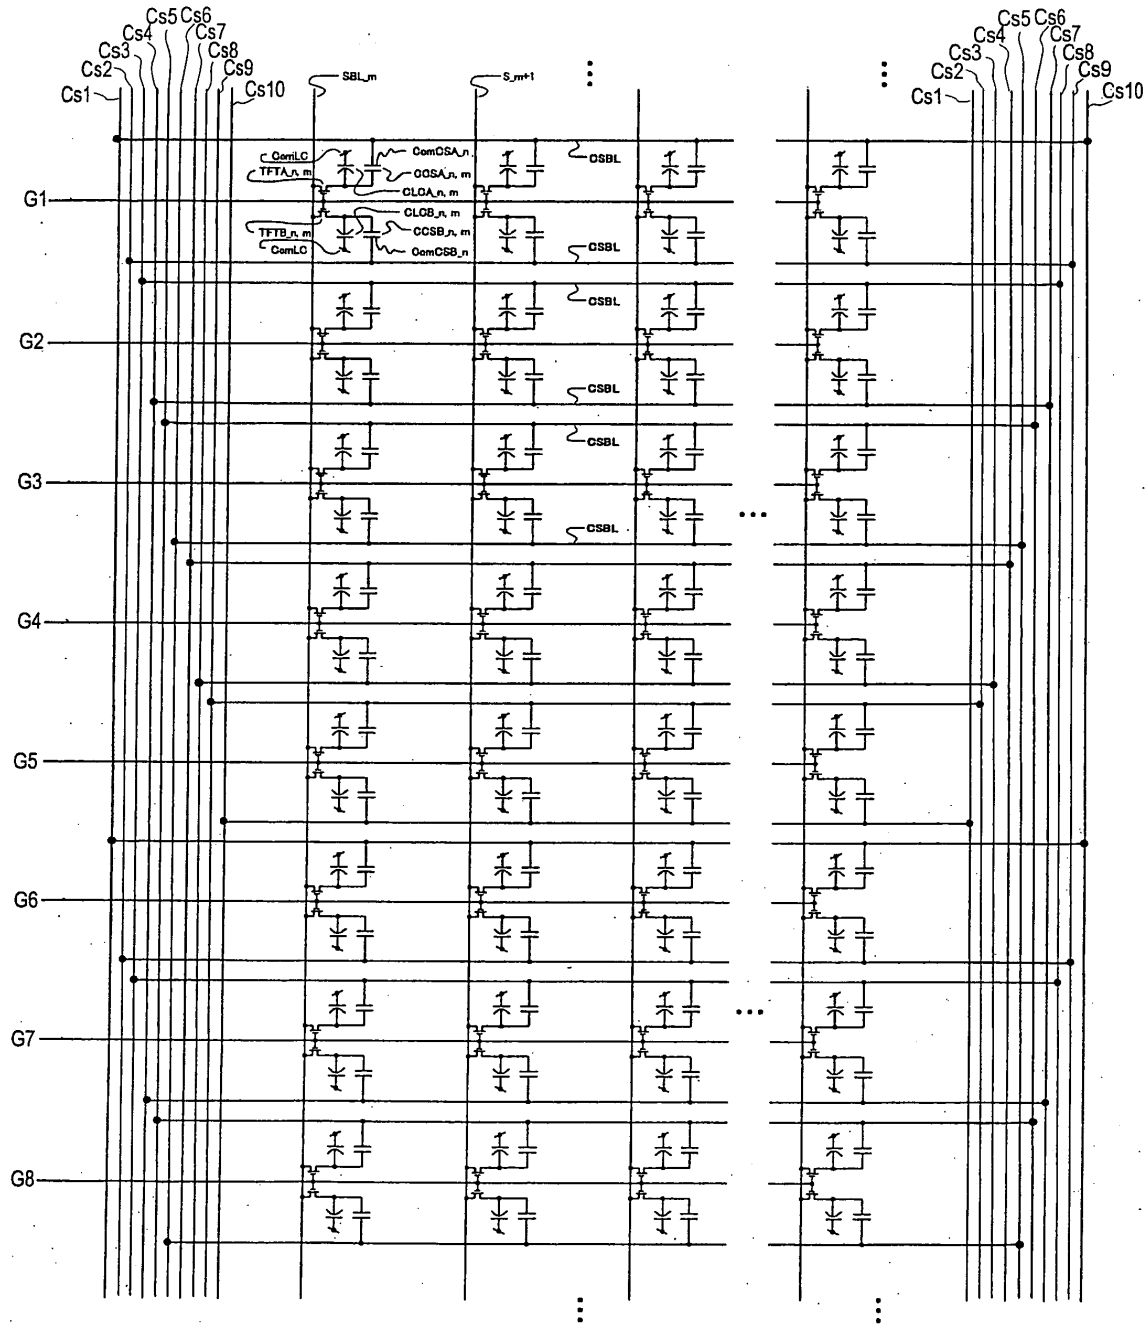 Cs5 Cs6
Cs4 Cs7
Cs3 Cs8
Cs2 Cs9
Cs1 Cs10
SBL_m
S_m+1
Cs5 Cs6
Cs4 Cs7
Cs3 Cs8
Cs2 Cs9
Cs1 Cs10
ComLC ComCSA_n
TFTA_n, m CCSA_n, m
CLCA_n, m
CSBL
G1
CLCB_n, m
TFTB_n, m CCSB_n, m
ComLC ComCSB_n
CSBL
CSBL
G2
CSBL
CSBL
G3
CSBL
G4
G5
G6
G7
G8